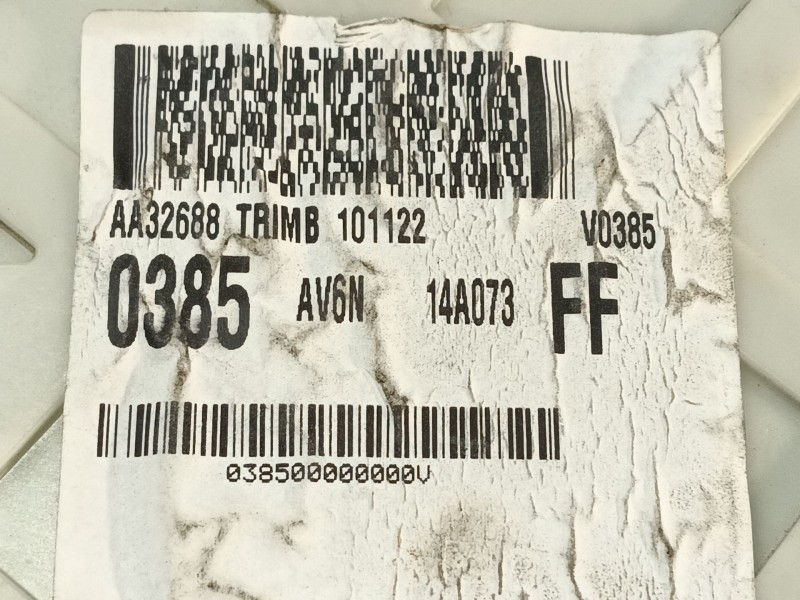 AA32688 TRIMB 101122 V0385
0385 AV6N 14A073 FF
038500000000V